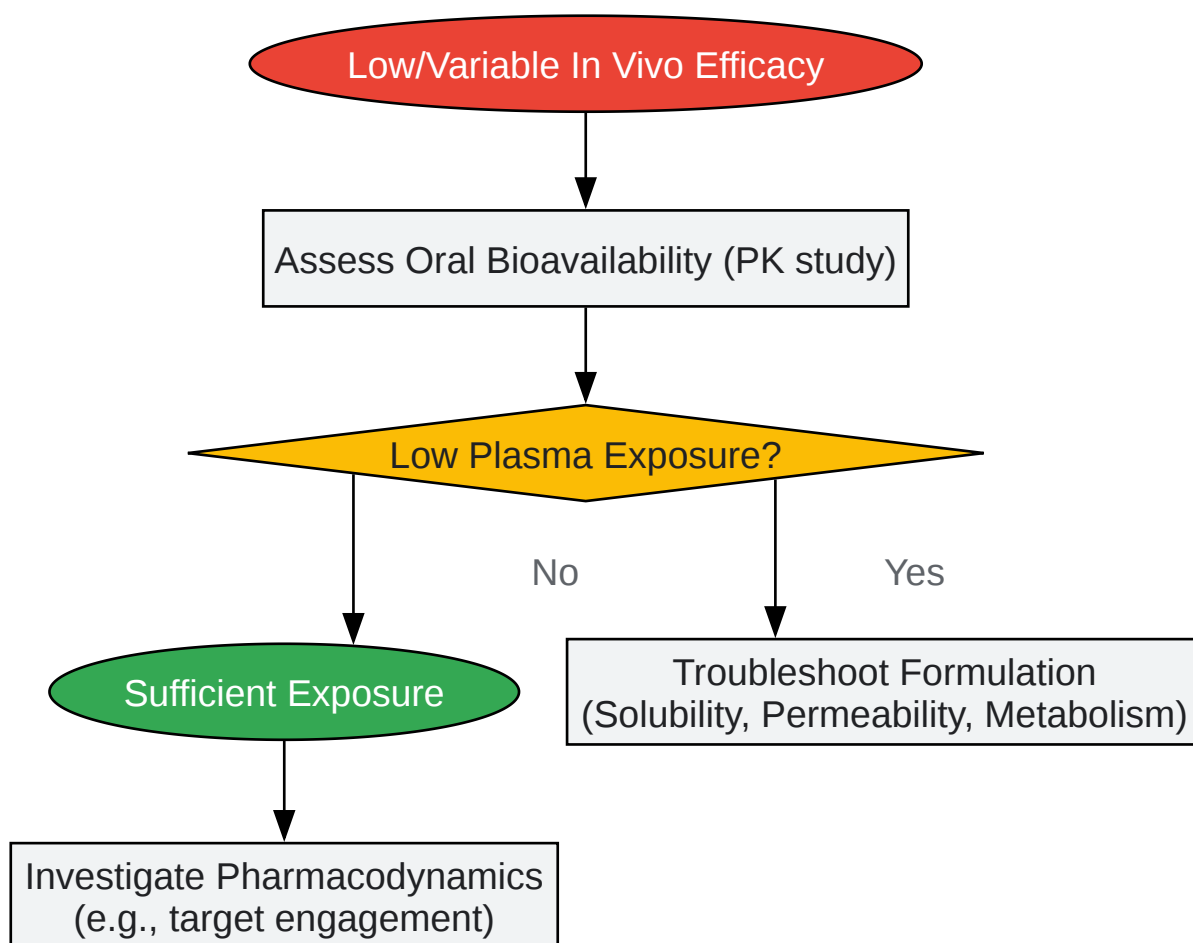 Low/Variable In Vivo Efficacy
Assess Oral Bioavailability (PK study)
Low Plasma Exposure?
No
Yes
Sufficient Exposure
Troubleshoot Formulation
(Solubility, Permeability, Metabolism)
Investigate Pharmacodynamics
(e.g., target engagement)